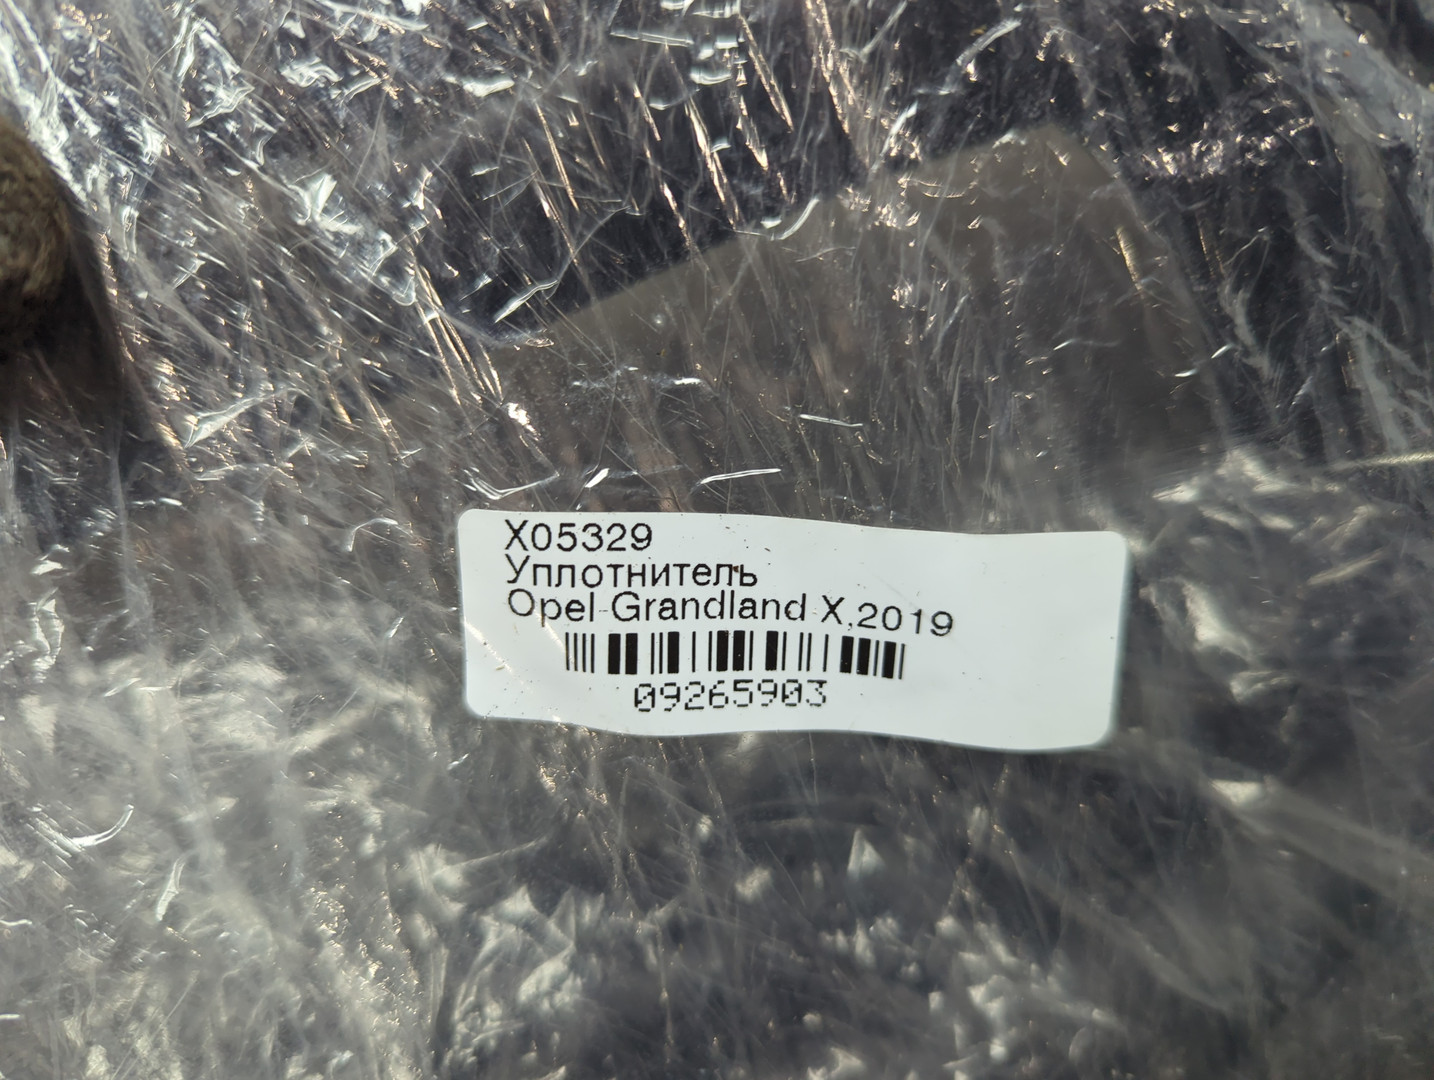 X05329
Уплотнитель
Opel Grandland X,2019
09265903